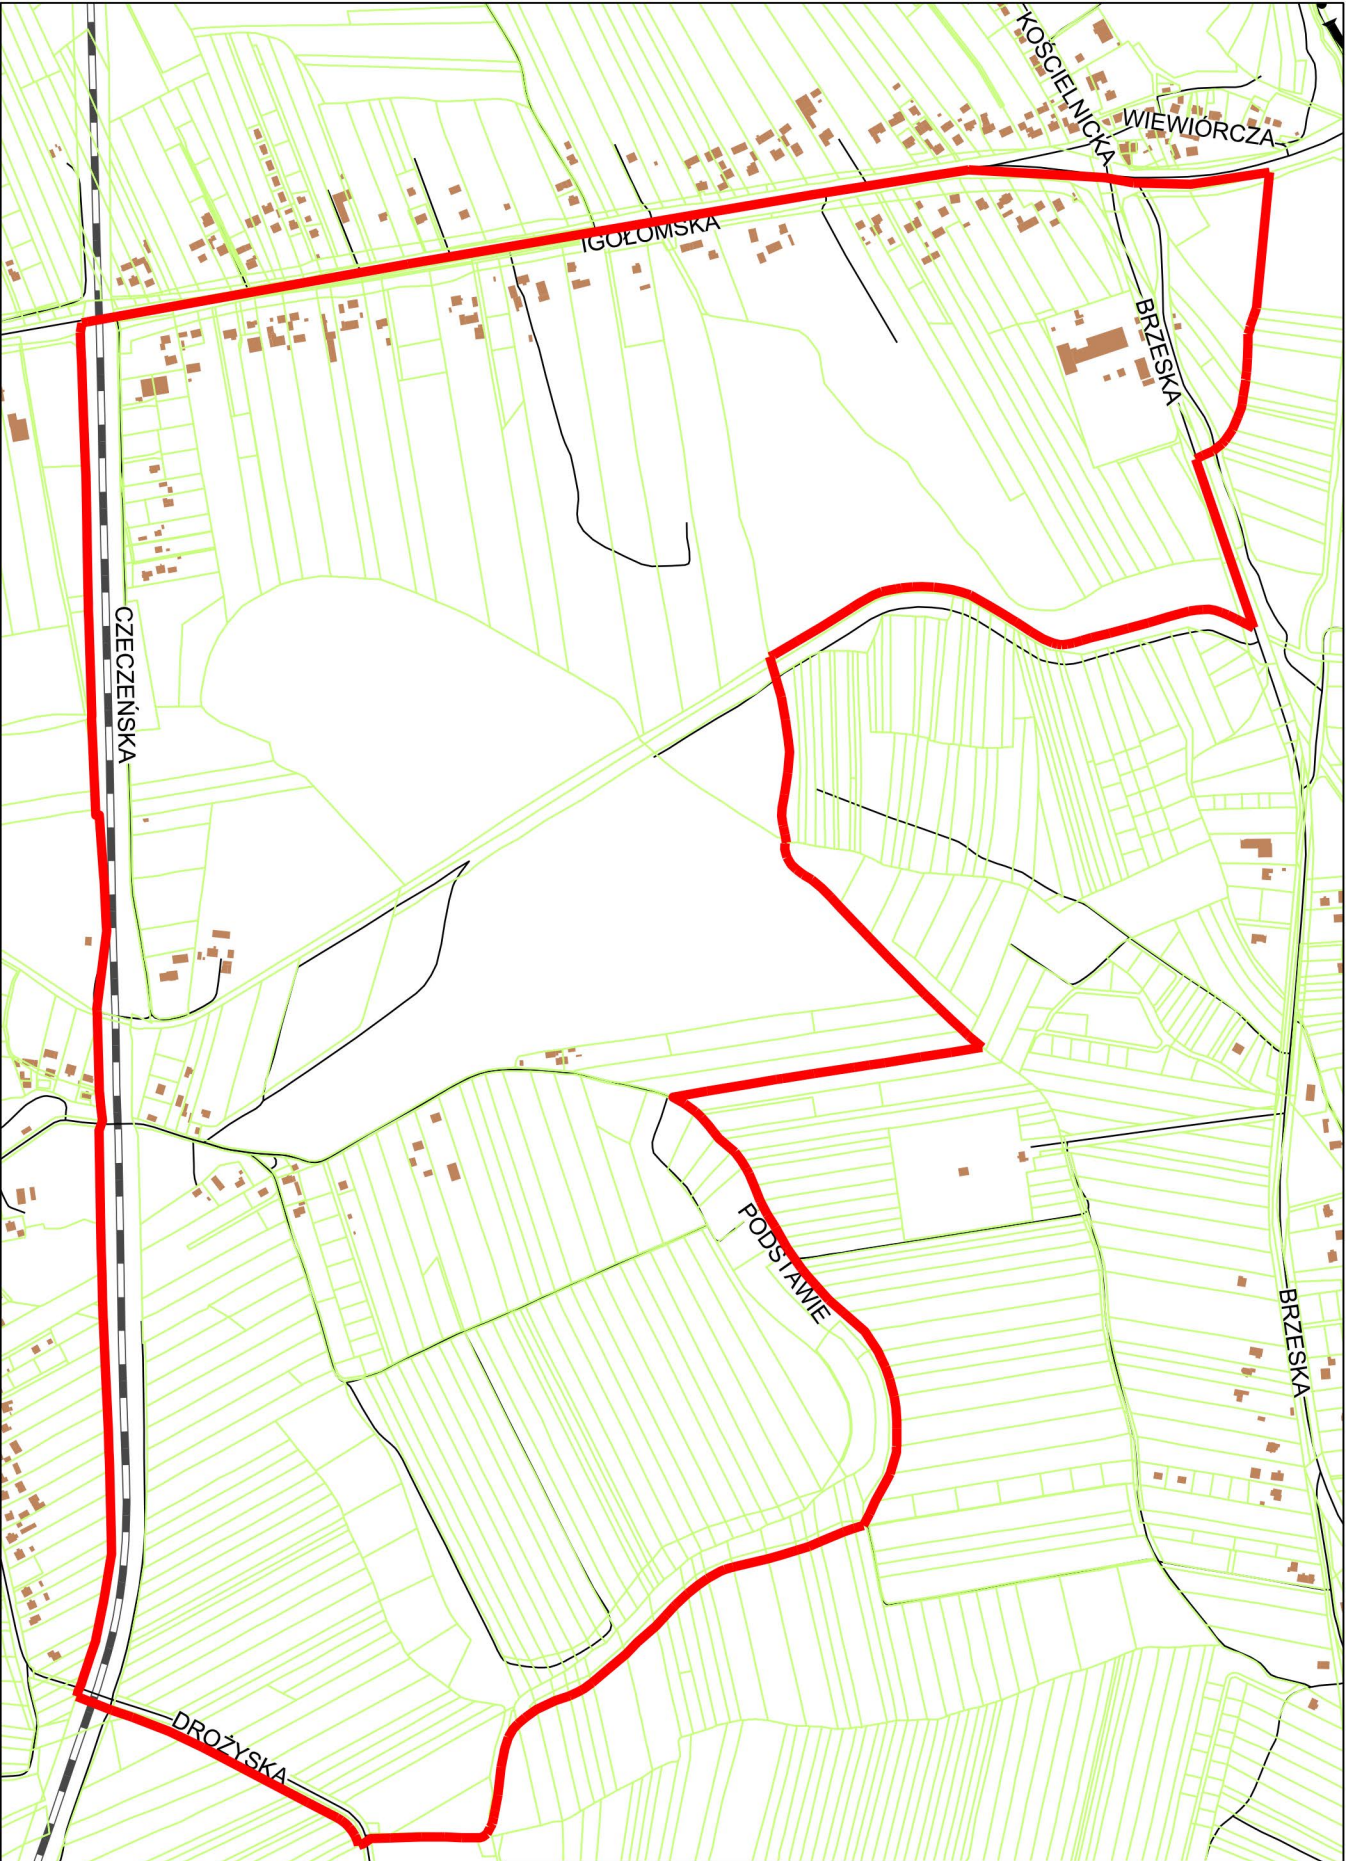 KOŚCIELNICKA
WIEWIÓRCZA
IGOŁOMSKA
BRZESKA
CZECZEŃSKA
PODSTAWIE
BRZESKA
DROŻYSKA